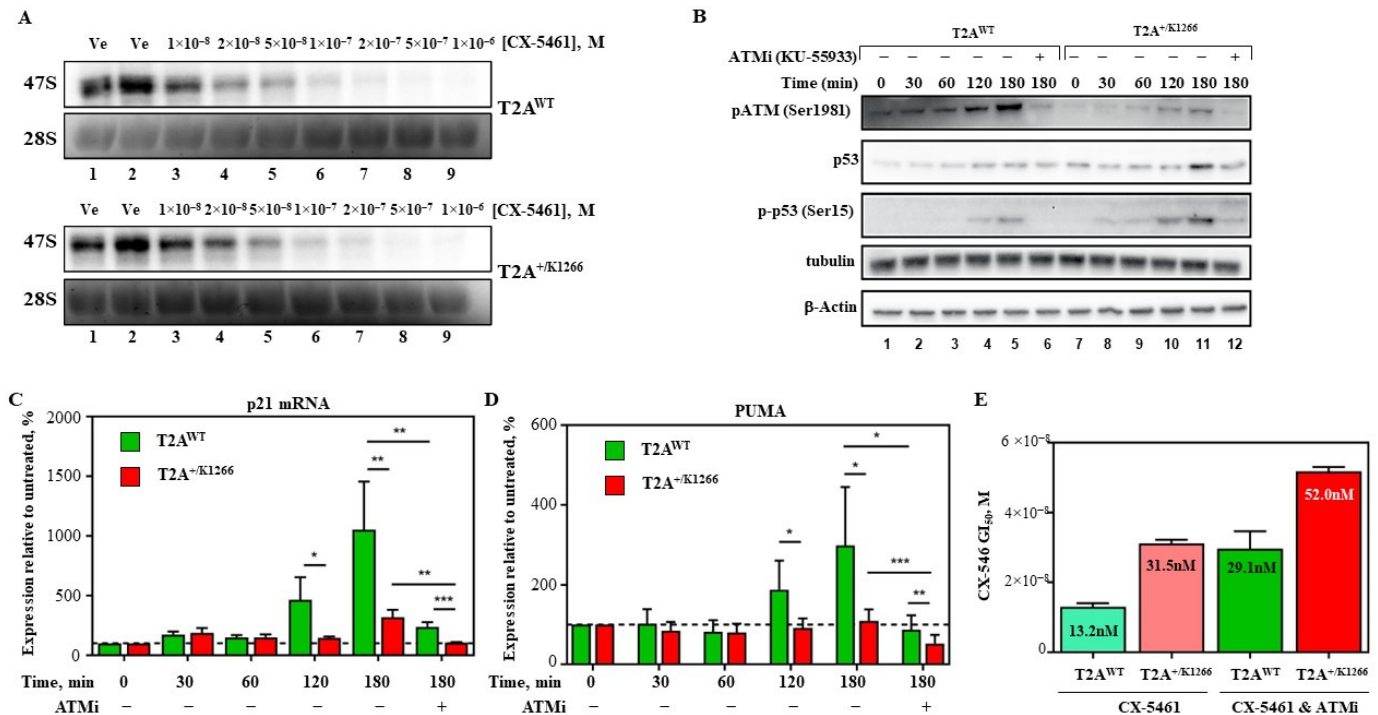 A
Ve Ve 1×10⁻⁸ 2×10⁻⁸ 5×10⁻⁸ 1×10⁻⁷ 2×10⁻⁷ 5×10⁻⁷ 1×10⁻⁶ [CX-5461], M
47S
T2A^WT
28S
1 2 3 4 5 6 7 8 9
Ve Ve 1×10⁻⁸ 2×10⁻⁸ 5×10⁻⁸ 1×10⁻⁷ 2×10⁻⁷ 5×10⁻⁷ 1×10⁻⁶ [CX-5461], M
47S
T2A^+/K1266
28S
1 2 3 4 5 6 7 8 9
B
T2A^WT T2A^+/K1266
ATMi (KU-55933) – – – – – + – – – – – +
Time (min) 0 30 60 120 180 180 0 30 60 120 180 180
pATM (Ser1981)
p53
p-p53 (Ser15)
tubulin
β-Actin
1 2 3 4 5 6 7 8 9 10 11 12
C
p21 mRNA
Expression relative to untreated, %
2000
1500
1000
500
0
T2A^WT
T2A^+/K1266
**
**
*
**
***
Time, min 0 30 60 120 180 180
ATMi – – – – – +
D
PUMA
Expression relative to untreated, %
600
400
200
0
T2A^WT
T2A^+/K1266
*
*
*
***
**
0 30 60 120 180 180
– – – – – +
E
CX-546 GI₅₀, M
6×10⁻⁸
4×10⁻⁸
2×10⁻⁸
0
13.2nM
31.5nM
29.1nM
52.0nM
T2A^WT T2A^+/K1266 T2A^WT T2A^+/K1266
CX-5461 CX-5461 & ATMi